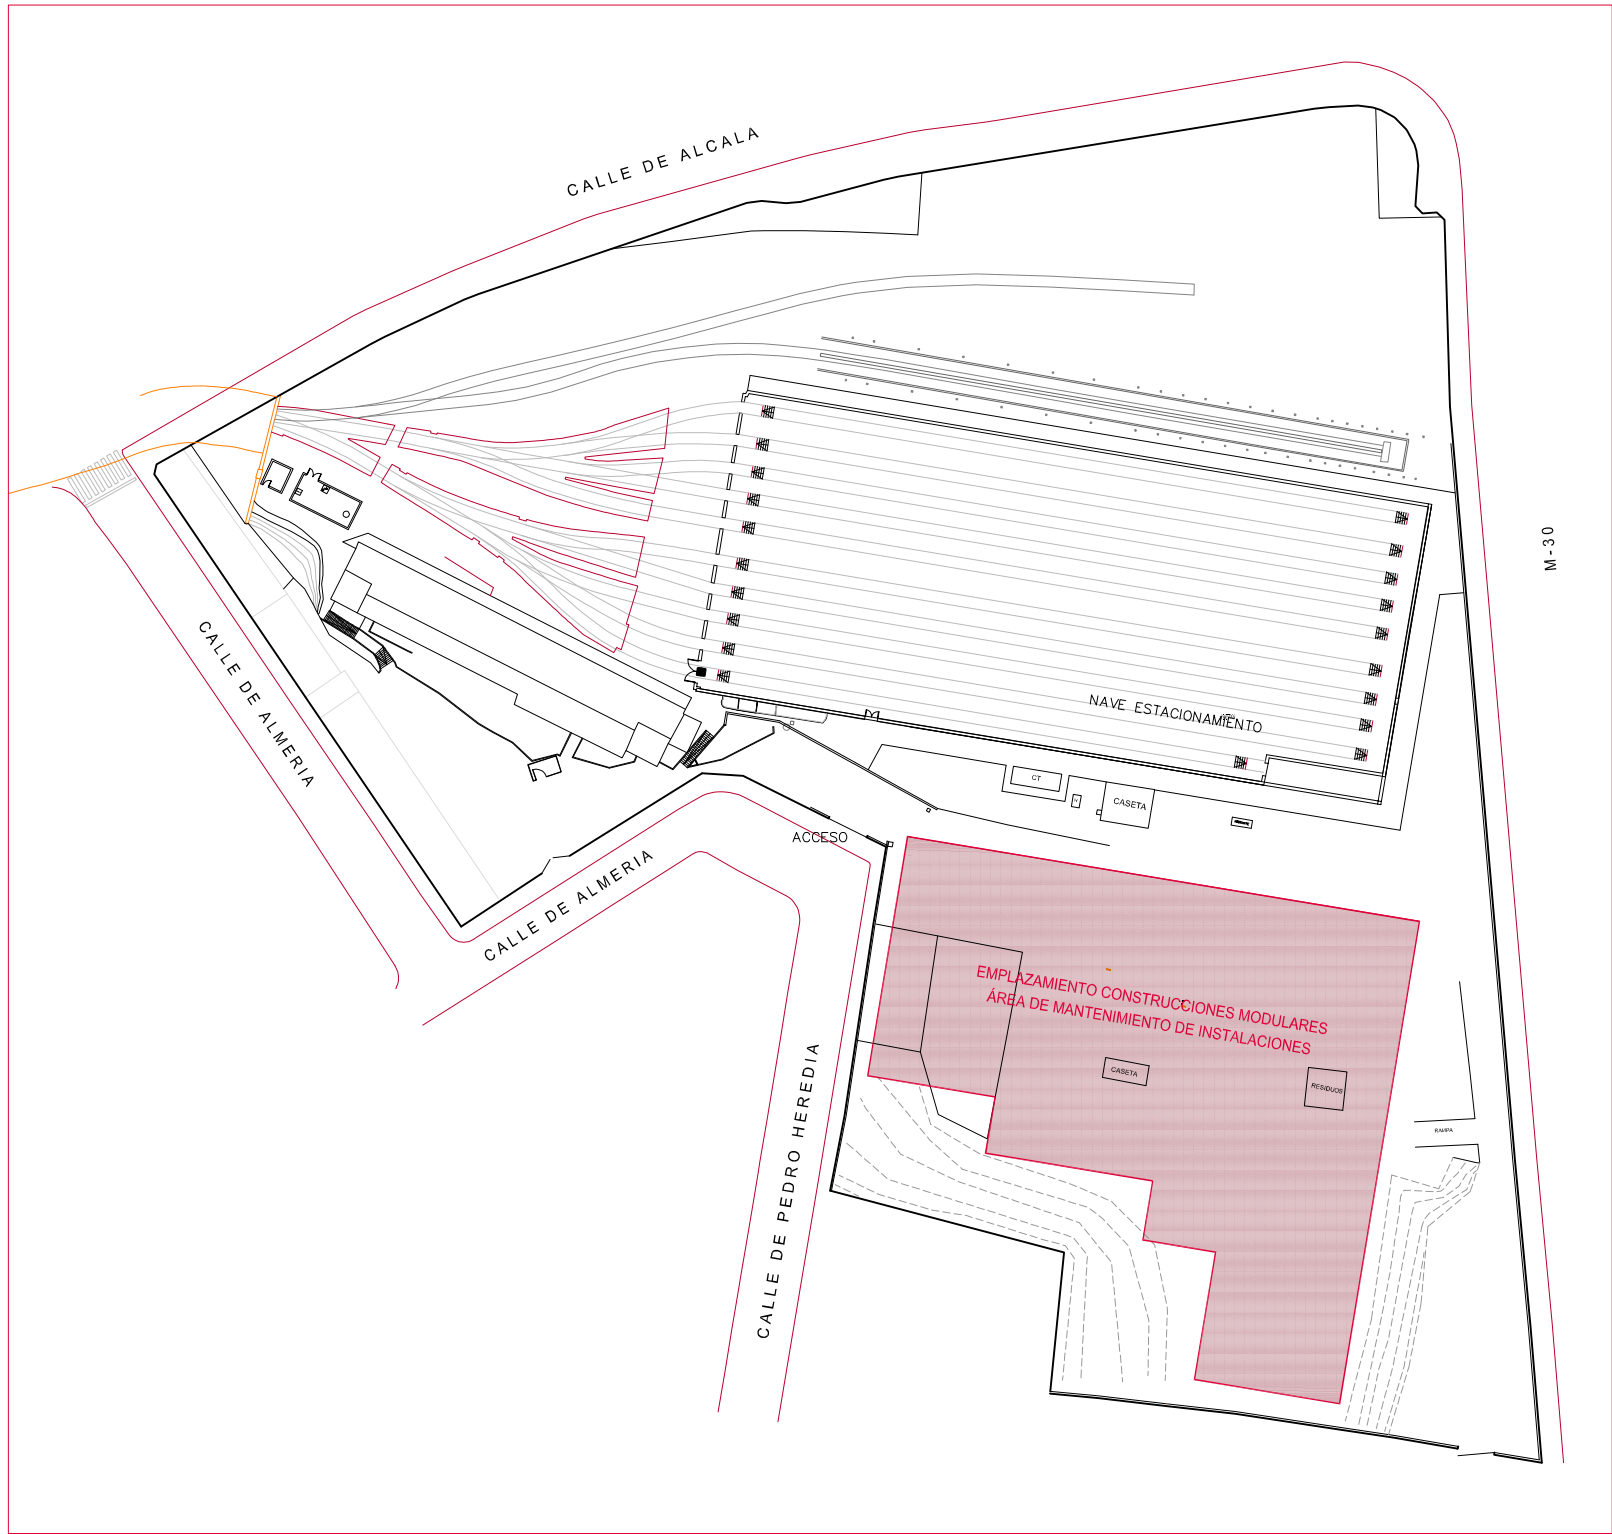 CALLE DE ALCALA
M-30
CALLE DE ALMERIA
NAVE ESTACIONAMIENTO
CT
CASETA
ACCESO
CALLE DE ALMERIA
EMPLAZAMIENTO CONSTRUCCIONES MODULARES
ÁREA DE MANTENIMIENTO DE INSTALACIONES
CASETA
RESIDUOS
RAMPA
CALLE DE PEDRO HEREDIA